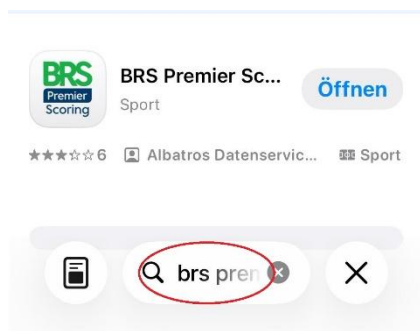 BRS
Premier
Scoring
BRS Premier Sc...
Sport
Öffnen
★★★☆☆ 6 Albatros Datenservic... Sport
brs pren